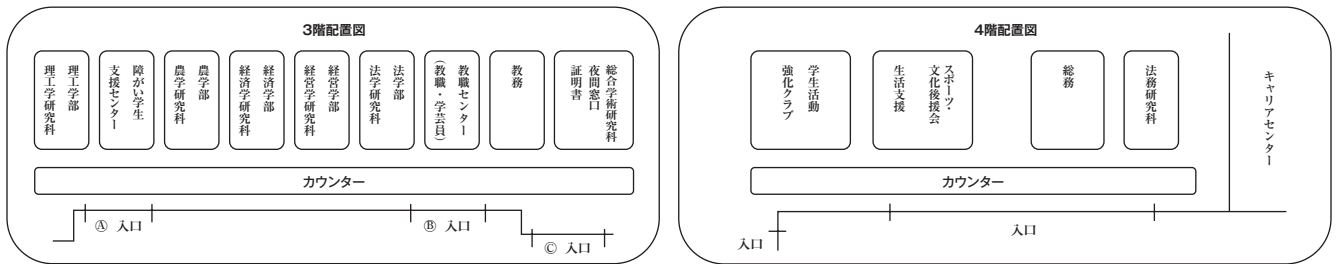 3階配置図
理工学部
理工学研究科
障がい学生
支援センター
農学部
農学研究科
経済学部
経済学研究科
経営学部
経営学研究科
法学部
法学研究科
教職センター
(教職・学芸員)
教務
総合学術研究科
夜間窓口
証明書
カウンター
Ⓐ 入口
Ⓑ 入口
Ⓒ 入口
4階配置図
学生活動
強化クラブ
スポーツ・
文化後援会
生活支援
総務
法務研究科
キャリアセンター
カウンター
入口
入口